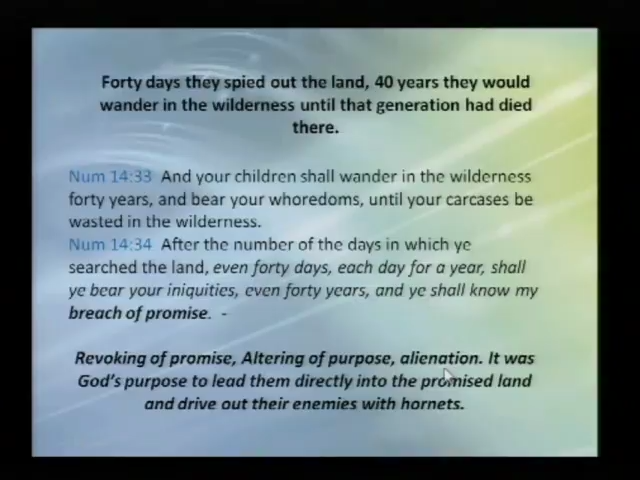 Forty days they spied out the land, 40 years they would
wander in the wilderness until that generation had died
there.
Num 14:33 And your children shall wander in the wilderness
forty years, and bear your whoredoms, until your carcases be
wasted in the wilderness.
Num 14:34 After the number of the days in which ye
searched the land, even forty days, each day for a year, shall
ye bear your iniquities, even forty years, and ye shall know my
breach of promise. -
Revoking of promise, Altering of purpose, alienation. It was
God's purpose to lead them directly into the promised land
and drive out their enemies with hornets.